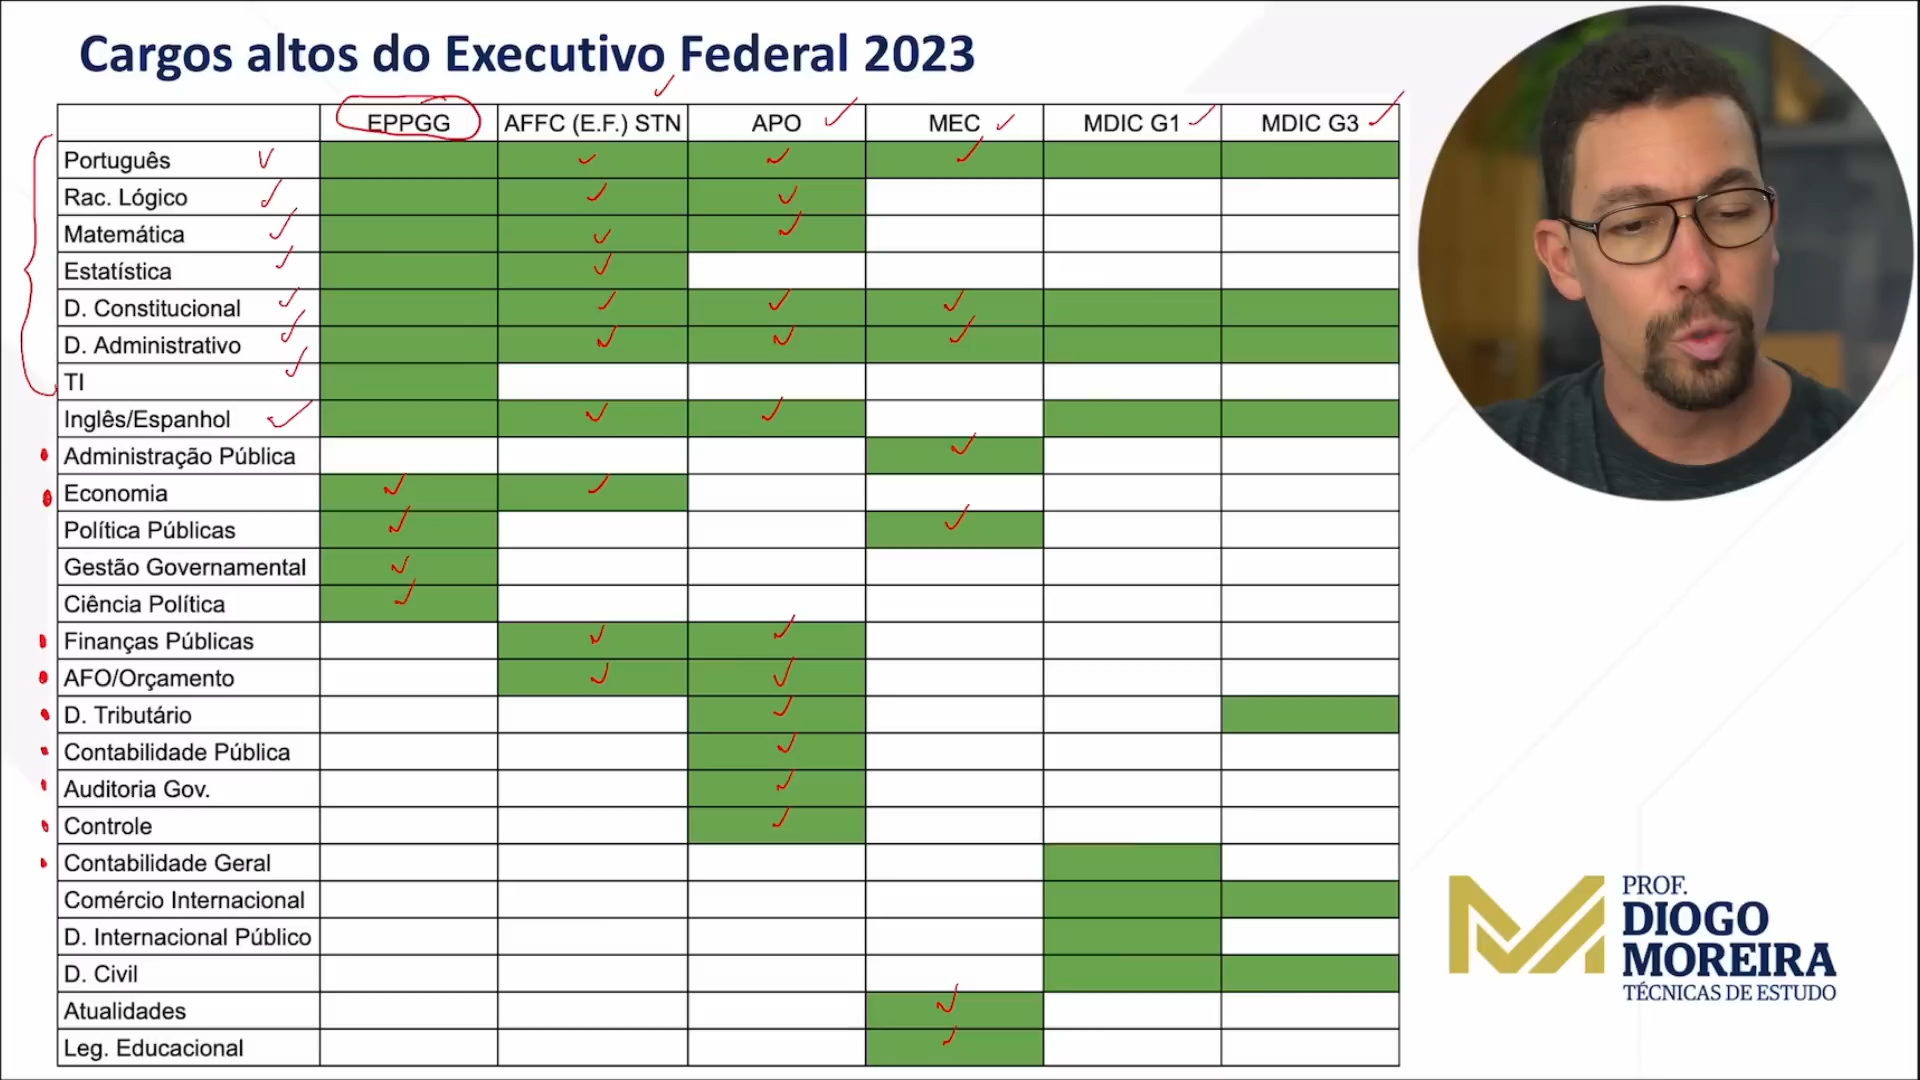 Cargos altos do Executivo Federal 2023
EPPGG AFFC (E.F.) STN APO MEC MDIC G1 MDIC G3
Português
Rac. Lógico
Matemática
Estatística
D. Constitucional
D. Administrativo
TI
Inglês/Espanhol
Administração Pública
Economia
Política Públicas
Gestão Governamental
Ciência Política
Finanças Públicas
AFO/Orçamento
D. Tributário
Contabilidade Pública
Auditoria Gov.
Controle
Contabilidade Geral
Comércio Internacional
D. Internacional Público
D. Civil
Atualidades
Leg. Educacional
PROF.
DIOGO
MOREIRA
TÉCNICAS DE ESTUDO